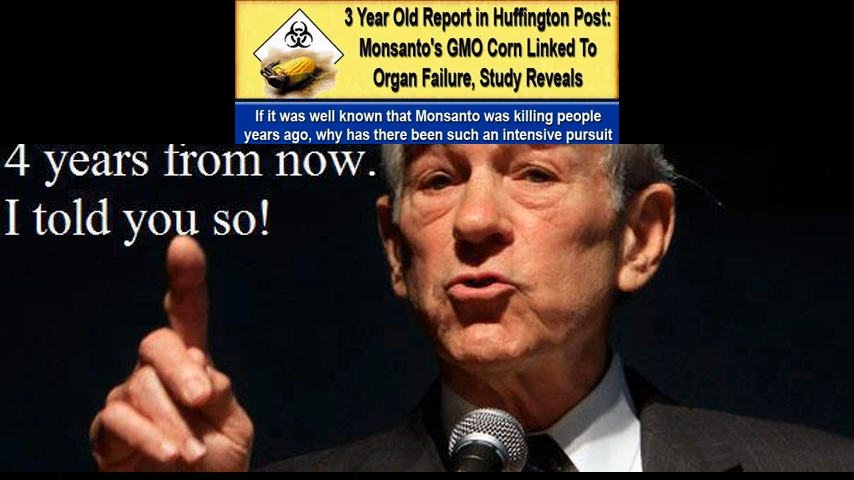 3 Year Old Report in Huffington Post:
Monsanto's GMO Corn Linked To
Organ Failure, Study Reveals
If it was well known that Monsanto was killing people
years ago, why has there been such an intensive pursuit
4 years from now.
I told you so!